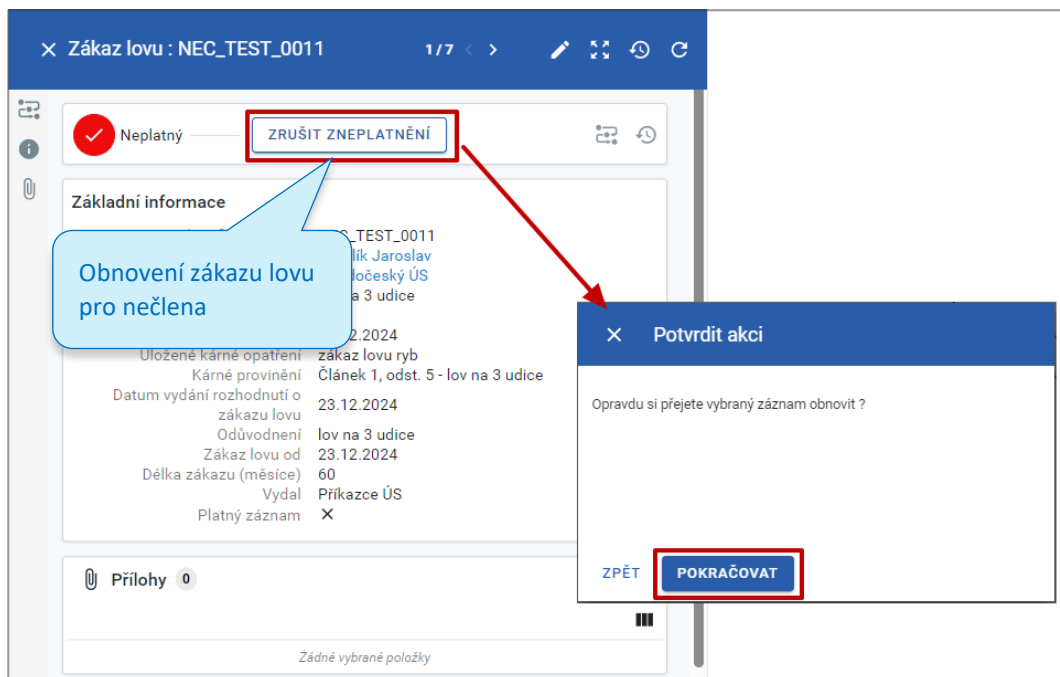 Zákaz lovu : NEC_TEST_0011
1/7
Neplatný
ZRUŠIT ZNEPLATNĚNÍ
Základní informace
Obnovení zákazu lovu
pro nečlena
_TEST_0011
lík Jaroslav
dočeský ÚS
a 3 udice
2.2024
Uložené kárné opatření zákaz lovu ryb
Kárné provinění Článek 1, odst. 5 - lov na 3 udice
Datum vydání rozhodnutí o
zákazu lovu 23.12.2024
Odůvodnění lov na 3 udice
Zákaz lovu od 23.12.2024
Délka zákazu (měsíce) 60
Vydal Příkazce ÚS
Platný záznam
Přílohy 0
Žádné vybrané položky
Potvrdit akci
Opravdu si přejete vybraný záznam obnovit ?
ZPĚT POKRAČOVAT